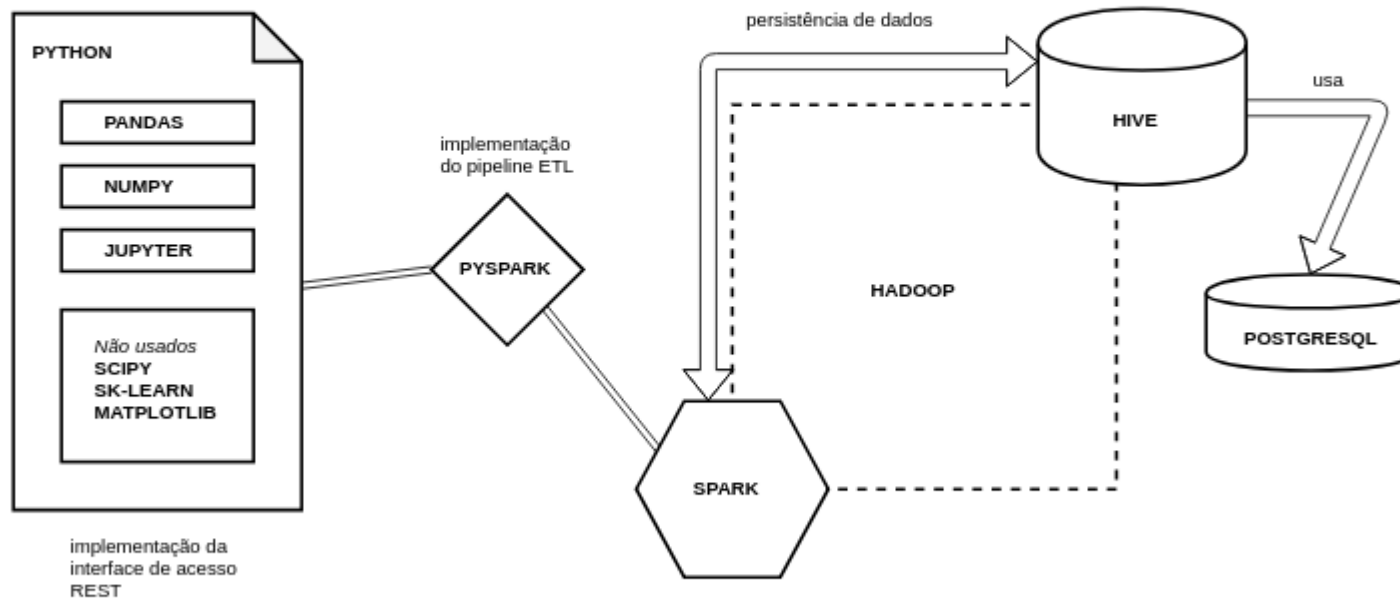 PYTHON
PANDAS
NUMPY
JUPYTER
Não usados
SCIPY
SK-LEARN
MATPLOTLIB
implementação da
interface de acesso
REST
implementação
do pipeline ETL
PYSPARK
SPARK
HADOOP
persistência de dados
HIVE
usa
POSTGRESQL